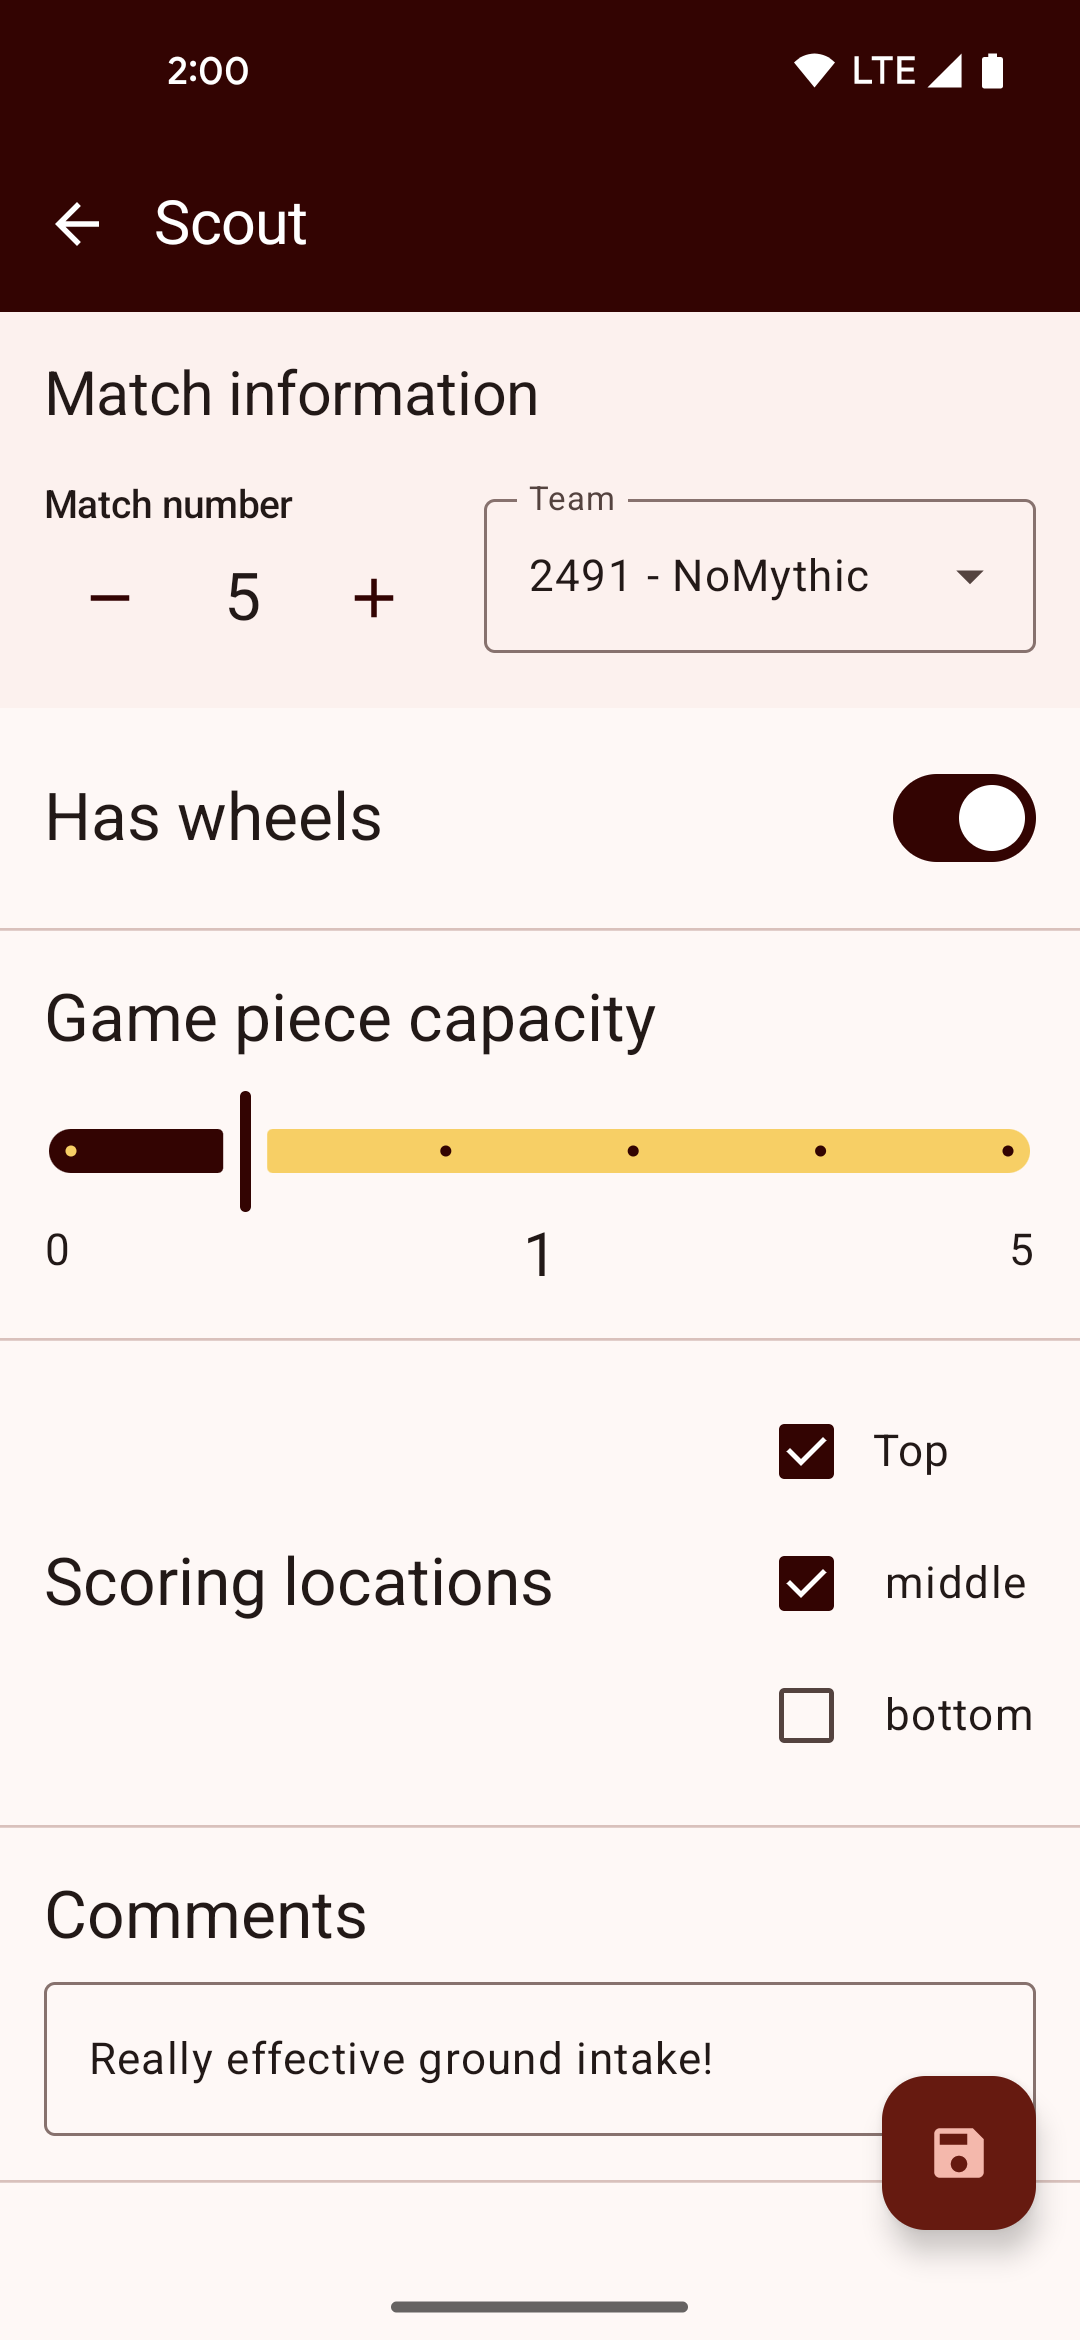 2:00 LTE
Scout
Match information
Match number
Team
5
2491 - NoMythic
Has wheels
Game piece capacity
0 1 5
Top
Scoring locations
middle
bottom
Comments
Really effective ground intake!